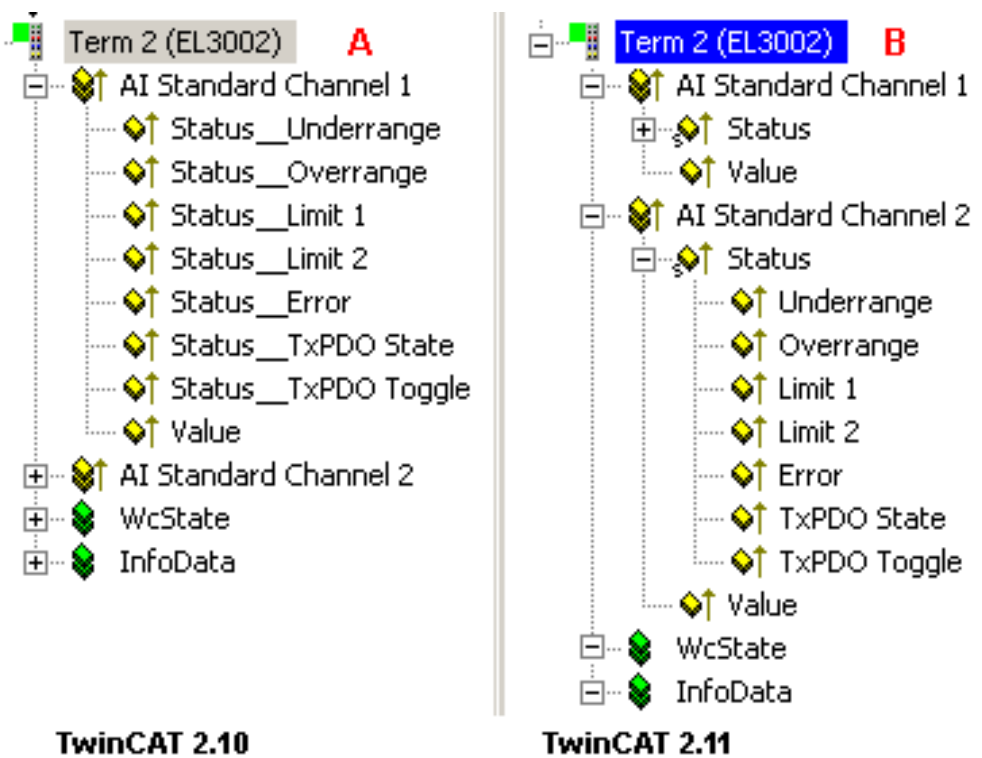 Term 2 (EL3002) A
AI Standard Channel 1
Status__Underrange
Status__Overrange
Status__Limit 1
Status__Limit 2
Status__Error
Status__TxPDO State
Status__TxPDO Toggle
Value
AI Standard Channel 2
WcState
InfoData
TwinCAT 2.10
Term 2 (EL3002) B
AI Standard Channel 1
Status
Value
AI Standard Channel 2
Status
Underrange
Overrange
Limit 1
Limit 2
Error
TxPDO State
TxPDO Toggle
Value
WcState
InfoData
TwinCAT 2.11